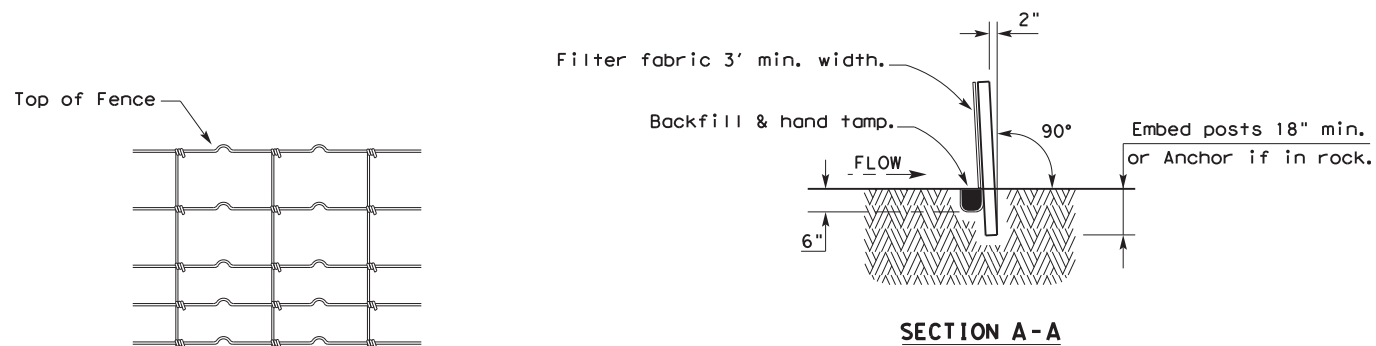 Top of Fence
Filter fabric 3' min. width.
Backfill & hand tamp.
FLOW
6"
2"
90°
Embed posts 18" min.
or Anchor if in rock.
SECTION A-A